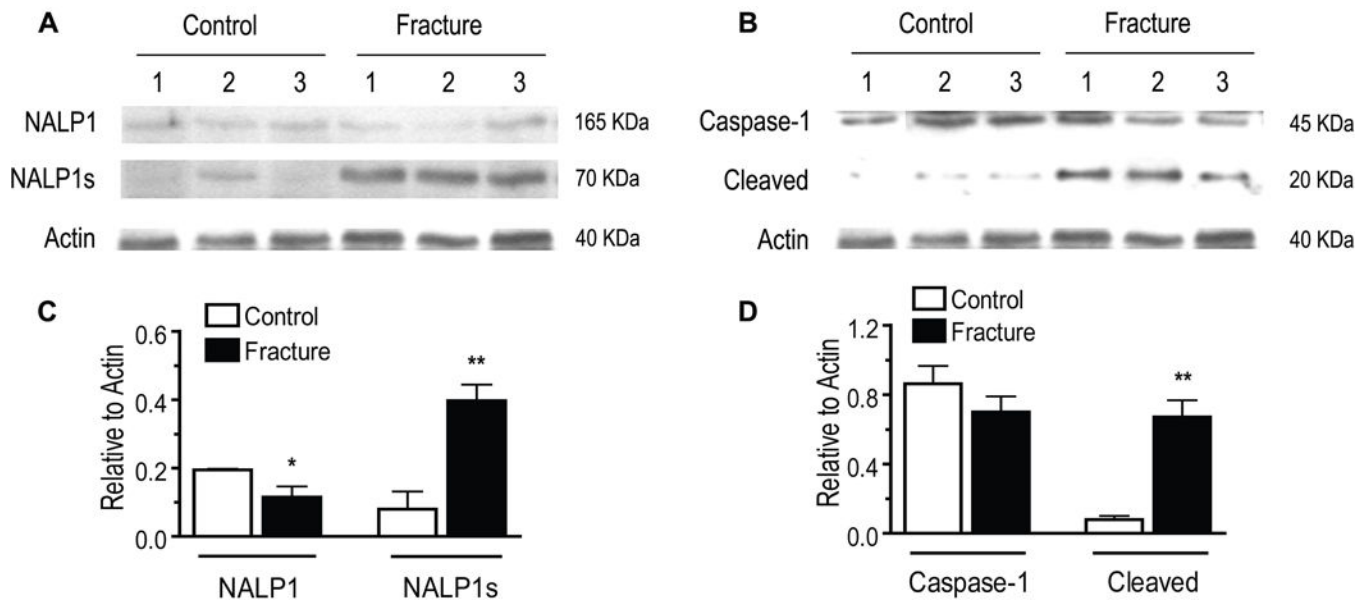 A
Control Fracture
1 2 3 1 2 3
NALP1 165 KDa
NALP1s 70 KDa
Actin 40 KDa
B
Control Fracture
1 2 3 1 2 3
Caspase-1 45 KDa
Cleaved 20 KDa
Actin 40 KDa
C
Control
Fracture
Relative to Actin
0.6
0.4
0.2
0.0
*
**
NALP1 NALP1s
D
Control
Fracture
Relative to Actin
1.2
0.8
0.4
0.0
**
Caspase-1 Cleaved